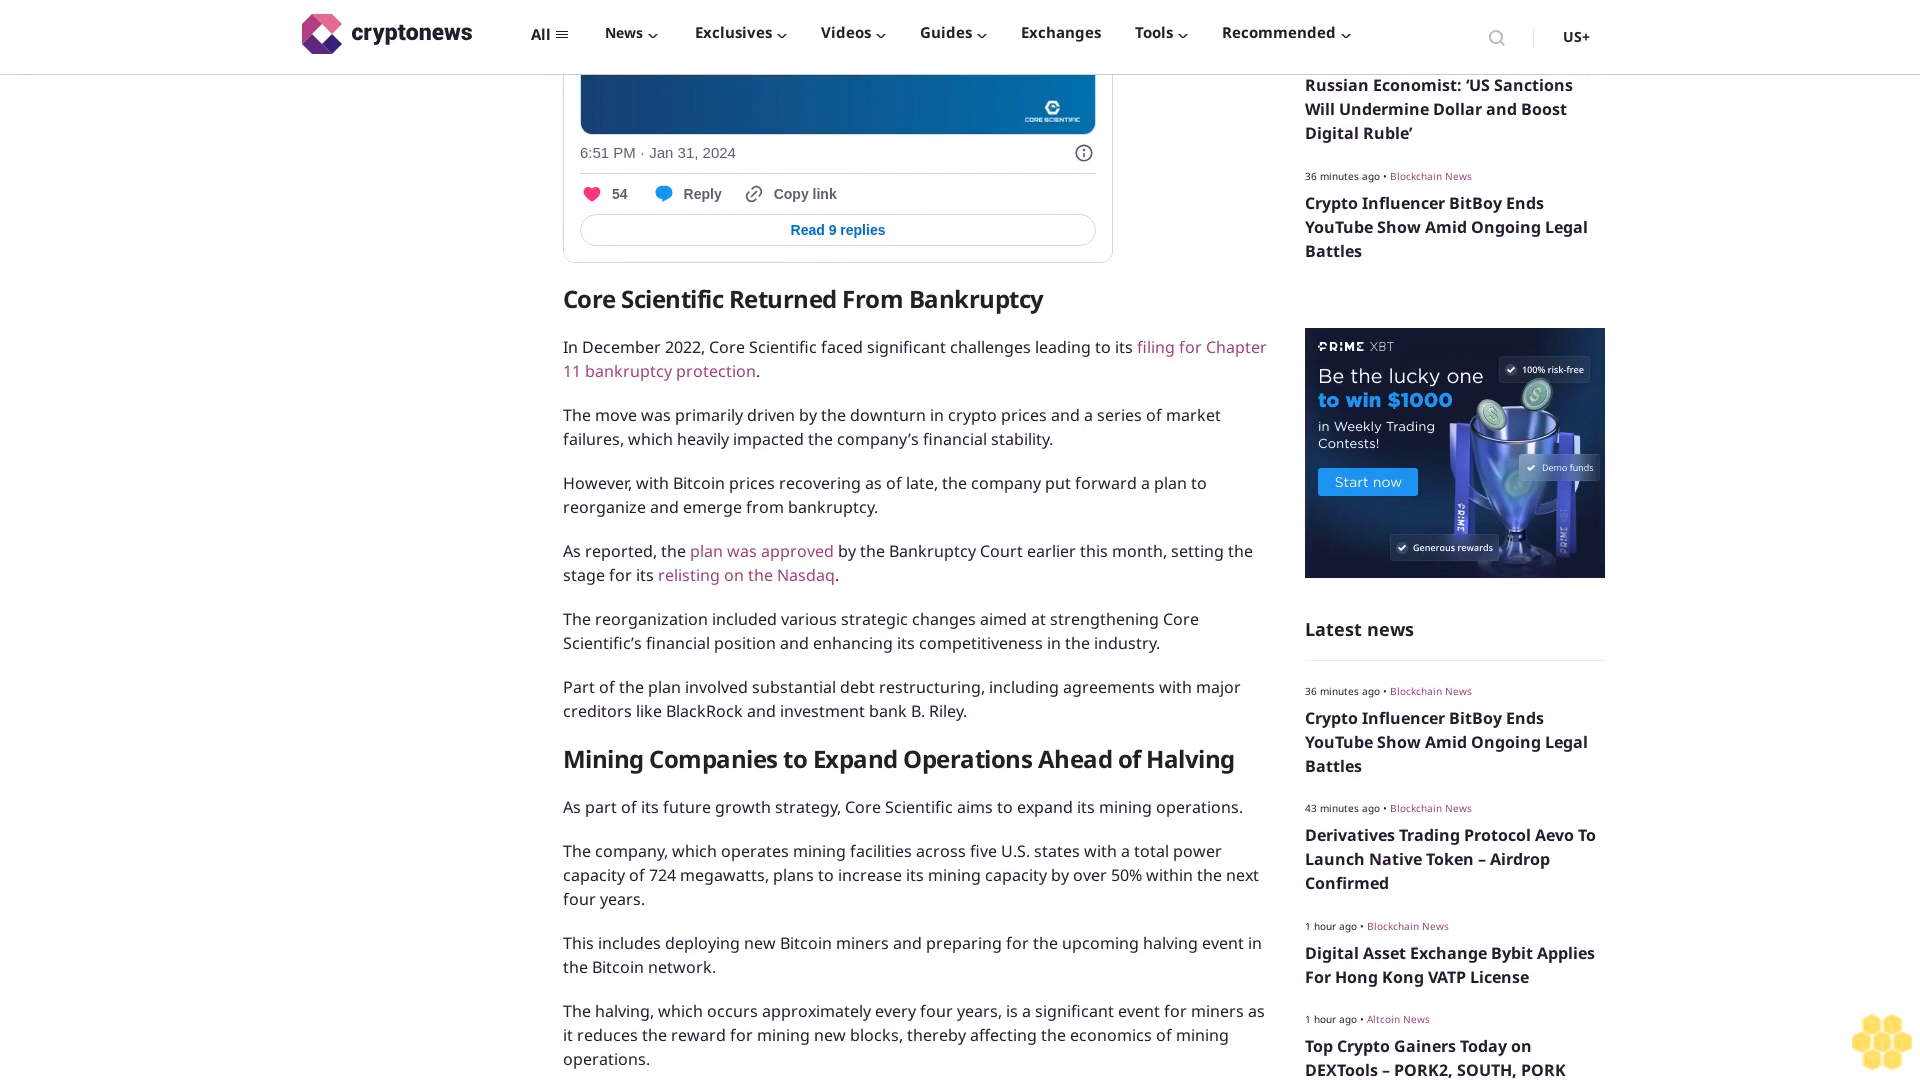 cryptonews
All
News
Exclusives
Videos
Guides
Exchanges
Tools
Recommended
US+
CORE SCIENTIFIC
6:51 PM · Jan 31, 2024
54
Reply
Copy link
Read 9 replies
Core Scientific Returned From Bankruptcy
In December 2022, Core Scientific faced significant challenges leading to its filing for Chapter
11 bankruptcy protection.
The move was primarily driven by the downturn in crypto prices and a series of market
failures, which heavily impacted the company’s financial stability.
However, with Bitcoin prices recovering as of late, the company put forward a plan to
reorganize and emerge from bankruptcy.
As reported, the plan was approved by the Bankruptcy Court earlier this month, setting the
stage for its relisting on the Nasdaq.
The reorganization included various strategic changes aimed at strengthening Core
Scientific’s financial position and enhancing its competitiveness in the industry.
Part of the plan involved substantial debt restructuring, including agreements with major
creditors like BlackRock and investment bank B. Riley.
Mining Companies to Expand Operations Ahead of Halving
As part of its future growth strategy, Core Scientific aims to expand its mining operations.
The company, which operates mining facilities across five U.S. states with a total power
capacity of 724 megawatts, plans to increase its mining capacity by over 50% within the next
four years.
This includes deploying new Bitcoin miners and preparing for the upcoming halving event in
the Bitcoin network.
The halving, which occurs approximately every four years, is a significant event for miners as
it reduces the reward for mining new blocks, thereby affecting the economics of mining
operations.
Russian Economist: ‘US Sanctions
Will Undermine Dollar and Boost
Digital Ruble’
36 minutes ago • Blockchain News
Crypto Influencer BitBoy Ends
YouTube Show Amid Ongoing Legal
Battles
PRIME XBT
Be the lucky one
to win $1000
in Weekly Trading
Contests!
Start now
100% risk-free
Demo funds
Generous rewards
PRIME
PRIME
Latest news
36 minutes ago • Blockchain News
Crypto Influencer BitBoy Ends
YouTube Show Amid Ongoing Legal
Battles
43 minutes ago • Blockchain News
Derivatives Trading Protocol Aevo To
Launch Native Token – Airdrop
Confirmed
1 hour ago • Blockchain News
Digital Asset Exchange Bybit Applies
For Hong Kong VATP License
1 hour ago • Altcoin News
Top Crypto Gainers Today on
DEXTools – PORK2, SOUTH, PORK